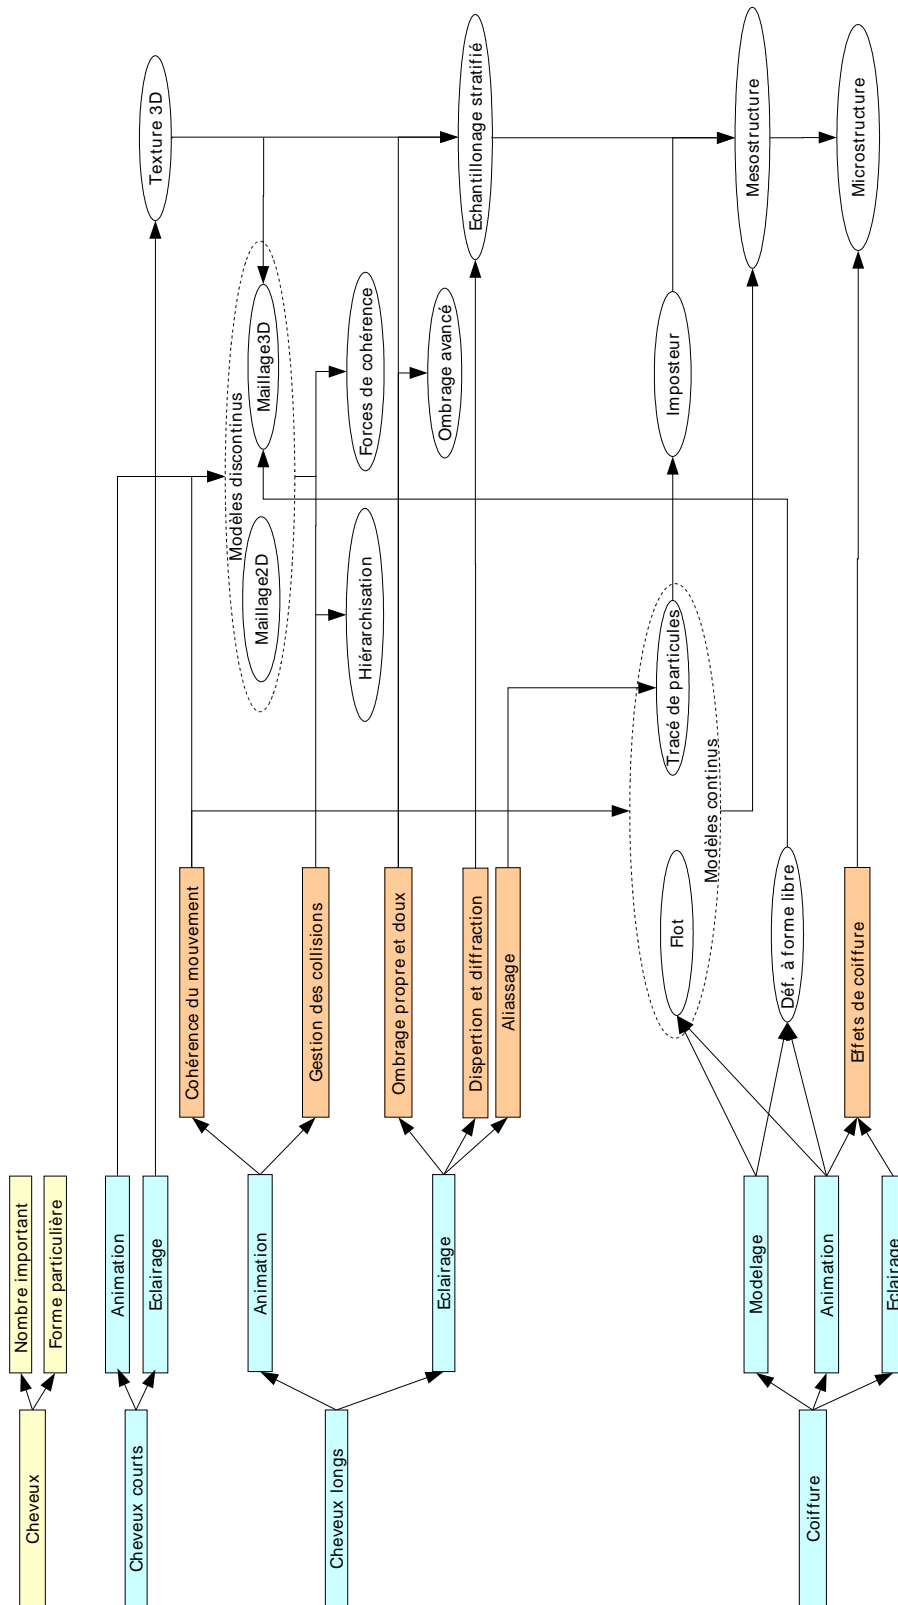 Cheveux
Nombre important
Forme particulière
Cheveux courts
Animation
Eclairage
Texture 3D
Cheveux longs
Animation
Cohérence du mouvement
Gestion des collisions
Modèles discontinus
Maillage2D
Maillage3D
Hiérarchisation
Forces de cohérence
Eclairage
Ombrage propre et doux
Dispertion et diffraction
Aliassage
Ombrage avancé
Echantillonage stratifié
Coiffure
Modelage
Animation
Eclairage
Flot
Tracé de particules
Modèles continus
Imposteur
Déf. à forme libre
Mesostructure
Effets de coiffure
Microstructure